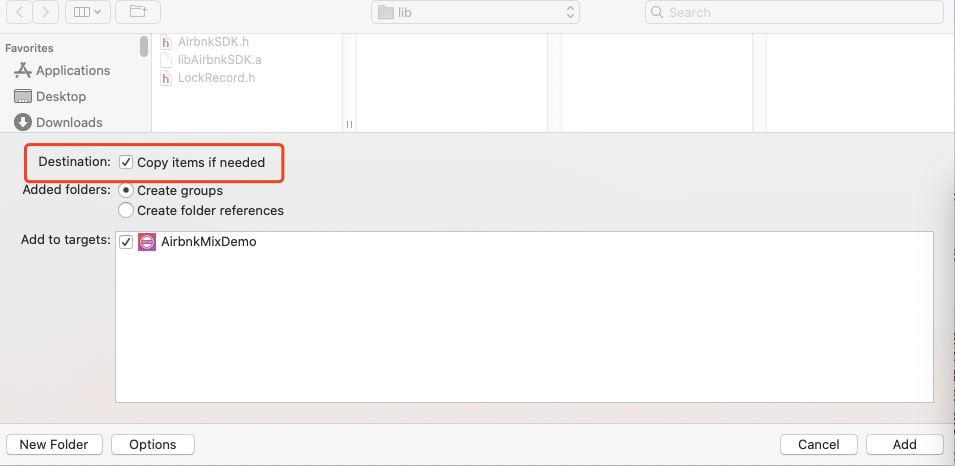 lib
Search
Favorites
Applications
Desktop
Downloads
h AirbnkSDK.h
libAirbnkSDK.a
h LockRecord.h
Destination: Copy items if needed
Added folders: Create groups
Create folder references
Add to targets: AirbnkMixDemo
New Folder Options Cancel Add